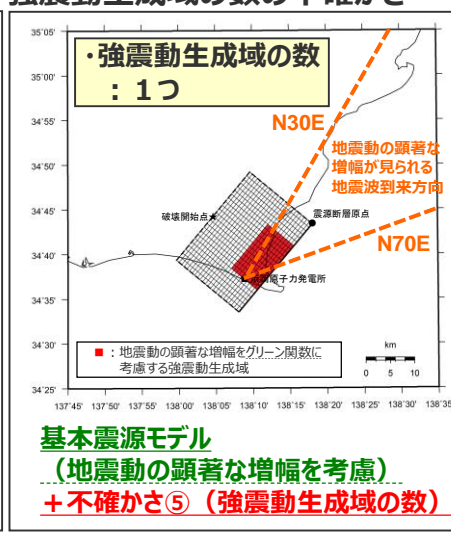 強震動生成域の数の不確かさ
・強震動生成域の数
：１つ
N30E
地震動の顕著な
増幅が見られる
地震波到来方向
N70E
破壊開始点
震源断層原点
原子力発電所
■：地震動の顕著な増幅をグリーン関数に
考慮する強震動生成域
km
0 5 10
35°05'
35°00'
34°55'
34°50'
34°45'
34°40'
34°35'
34°30'
34°25'
137°45' 137°50' 137°55' 138°00' 138°05' 138°10' 138°15' 138°20' 138°25' 138°30' 138°35'
基本震源モデル
（地震動の顕著な増幅を考慮）
＋不確かさ⑤（強震動生成域の数）